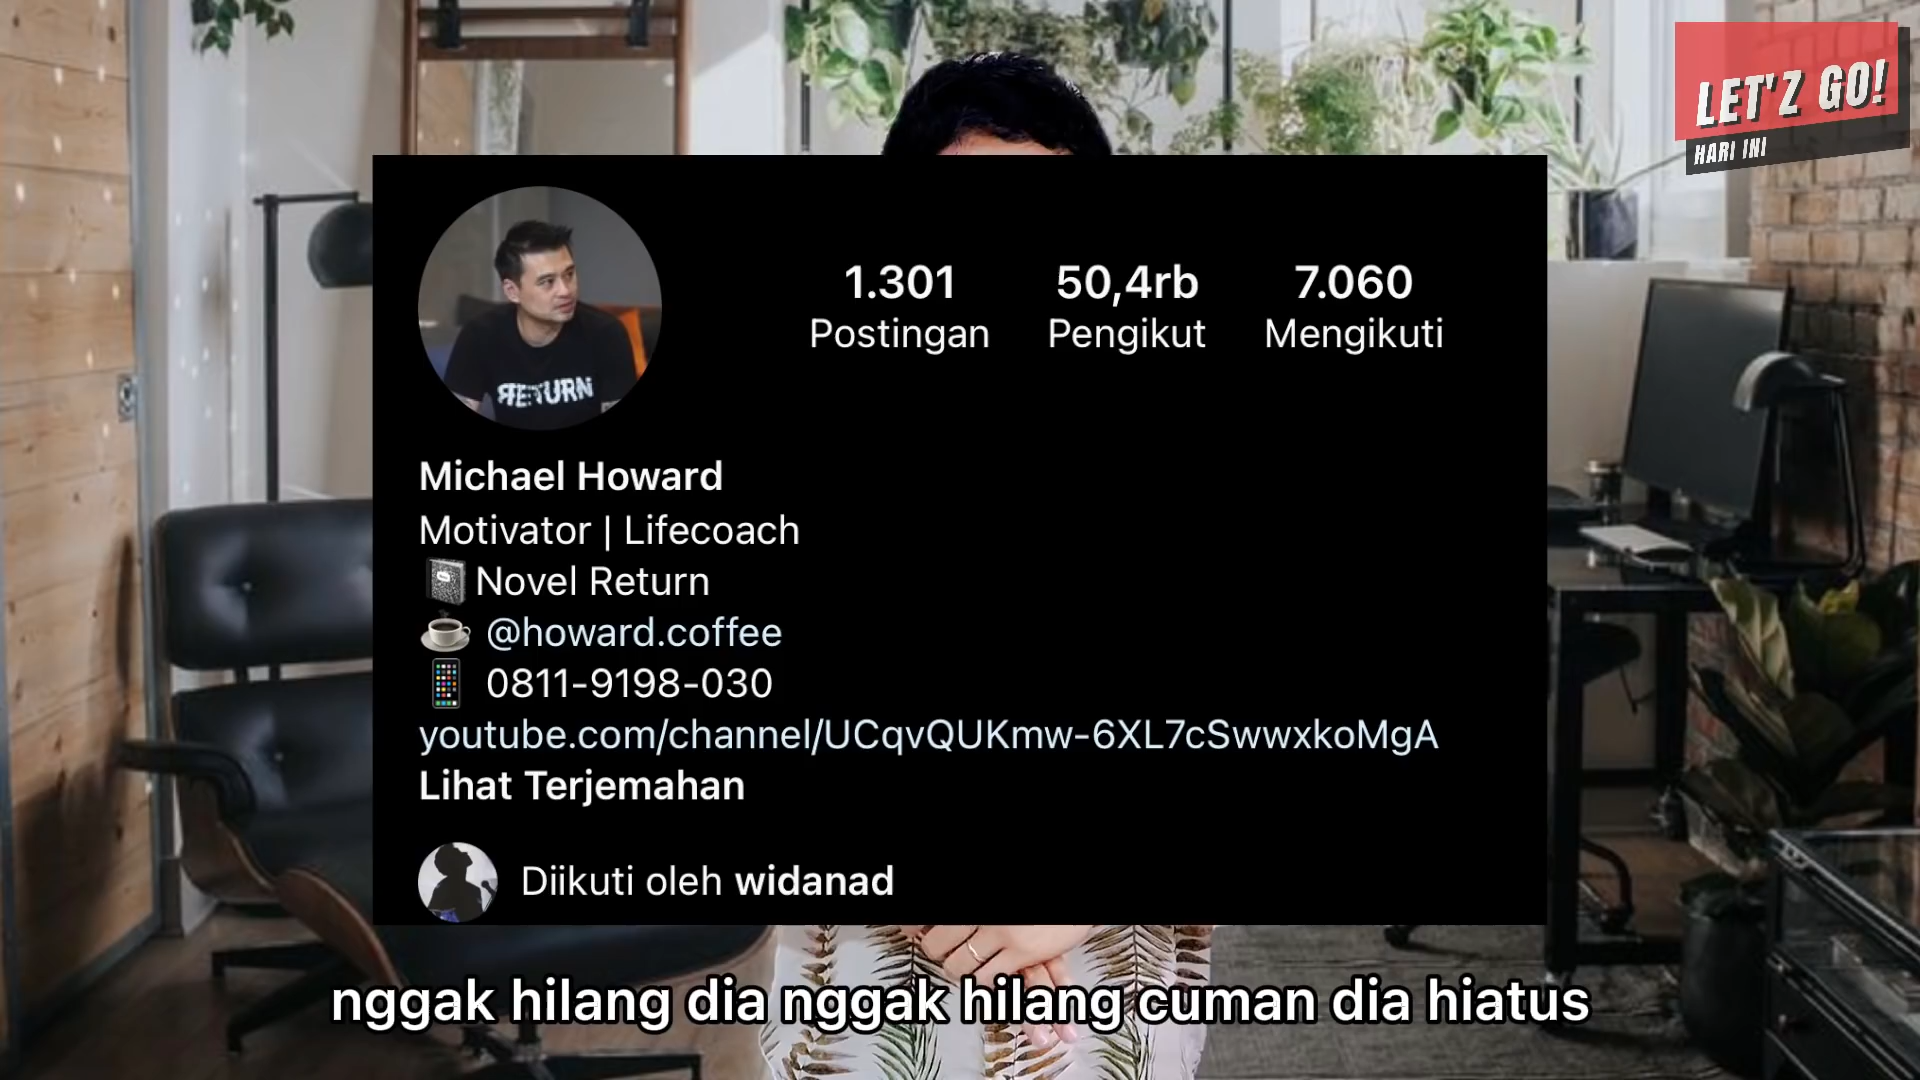 LET'Z GO!
HARI INI
1.301
Postingan
50,4rb
Pengikut
7.060
Mengikuti
RETURN
Michael Howard
Motivator | Lifecoach
Novel Return
@howard.coffee
0811-9198-030
youtube.com/channel/UCqvQUKmw-6XL7cSwwxkoMgA
Lihat Terjemahan
Diikuti oleh widanad
nggak hilang dia nggak hilang cuman dia hiatus